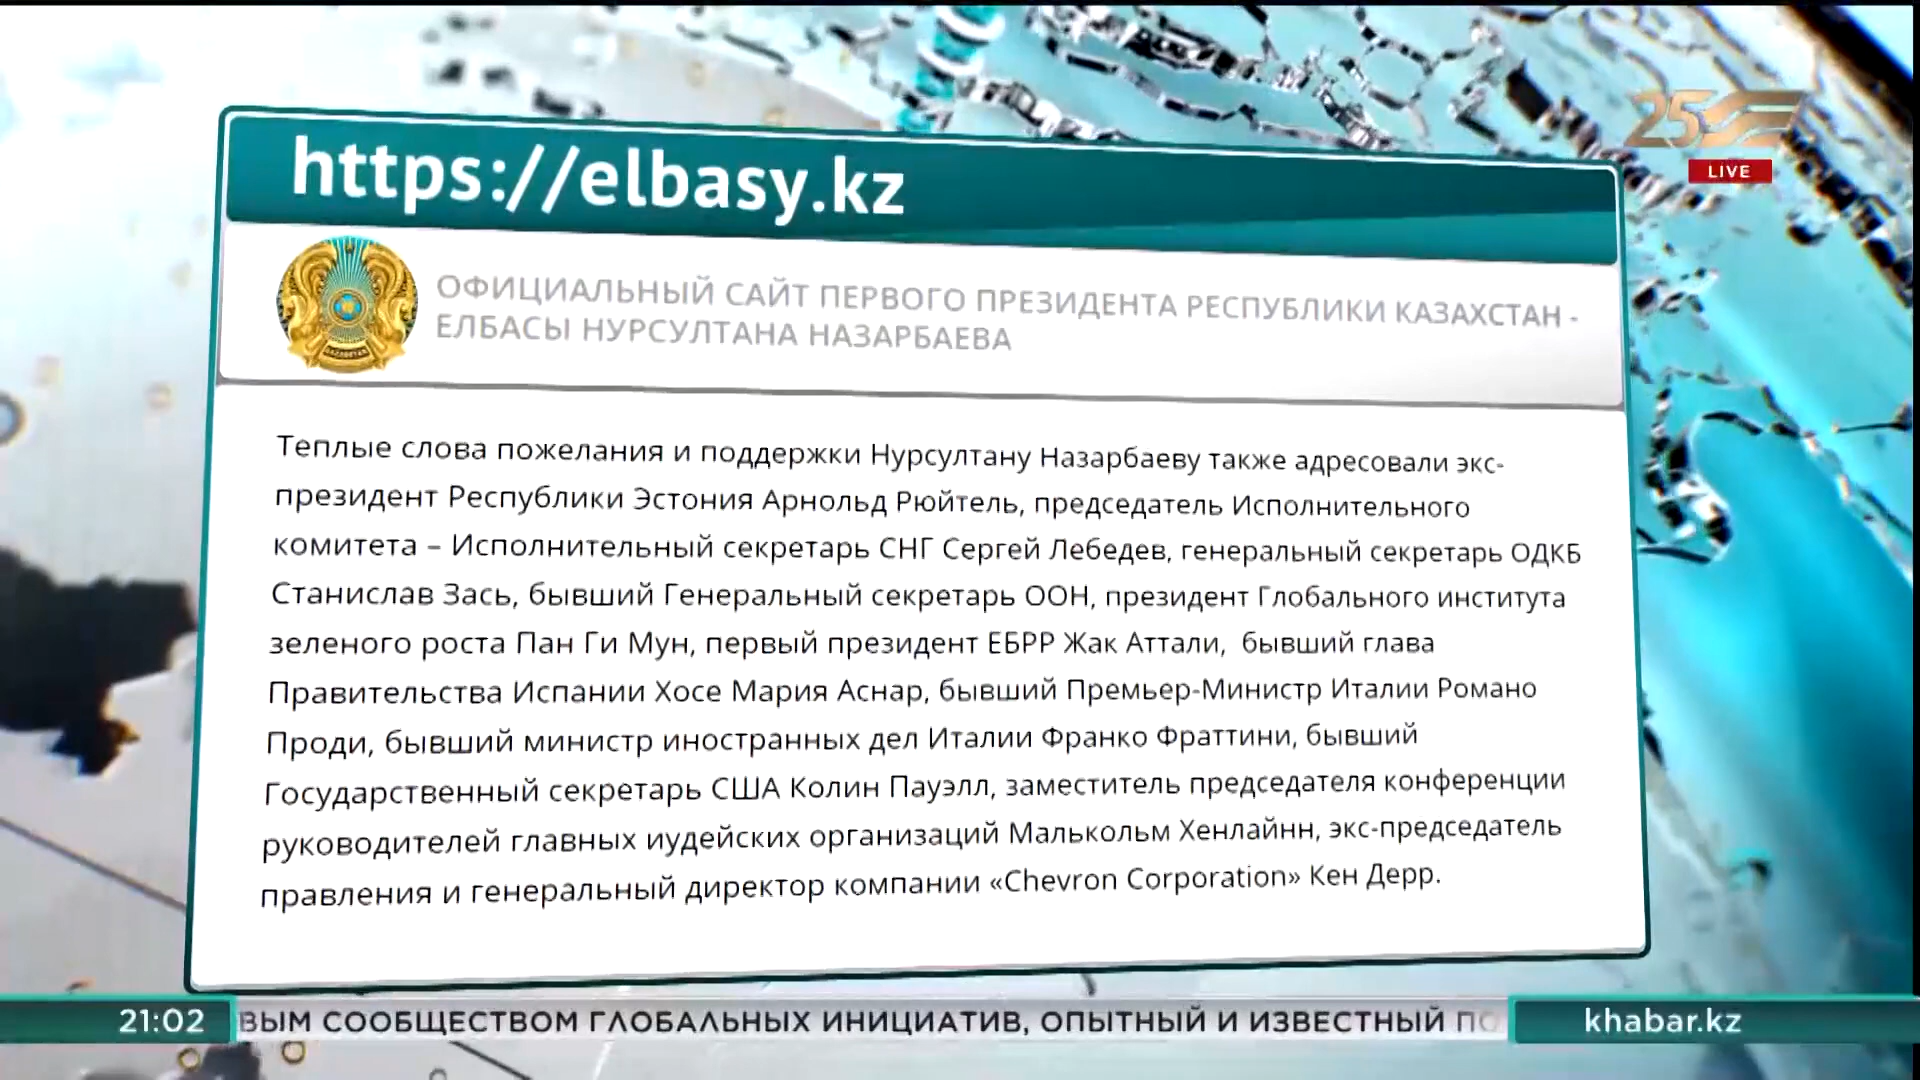 https://elbasy.kz
25
LIVE
ОФИЦИАЛЬНЫЙ САЙТ ПЕРВОГО ПРЕЗИДЕНТА РЕСПУБЛИКИ КАЗАХСТАН -
ЕЛБАСЫ НУРСУЛТАНА НАЗАРБАЕВА
Теплые слова пожелания и поддержки Нурсултану Назарбаеву также адресовали экс-
президент Республики Эстония Арнольд Рюйтель, председатель Исполнительного
комитета – Исполнительный секретарь СНГ Сергей Лебедев, генеральный секретарь ОДКБ
Станислав Зась, бывший Генеральный секретарь ООН, президент Глобального института
зеленого роста Пан Ги Мун, первый президент ЕБРР Жак Аттали, бывший глава
Правительства Испании Хосе Мария Аснар, бывший Премьер-Министр Италии Романо
Проди, бывший министр иностранных дел Италии Франко Фраттини, бывший
Государственный секретарь США Колин Пауэлл, заместитель председателя конференции
руководителей главных иудейских организаций Малькольм Хенлайнн, экс-председатель
правления и генеральный директор компании «Chevron Corporation» Кен Дерр.
21:02 ВЫМ СООБЩЕСТВОМ ГЛОБАЛЬНЫХ ИНИЦИАТИВ, ОПЫТНЫЙ И ИЗВЕСТНЫЙ khabar.kz